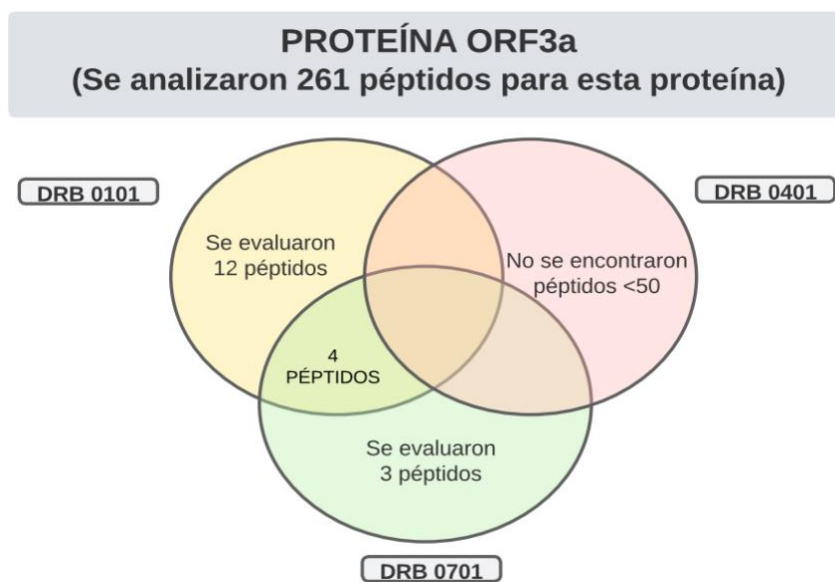 PROTEÍNA ORF3a
(Se analizaron 261 péptidos para esta proteína)
DRB 0101
DRB 0401
Se evaluaron
12 péptidos
No se encontraron
péptidos <50
4
PÉPTIDOS
Se evaluaron
3 péptidos
DRB 0701